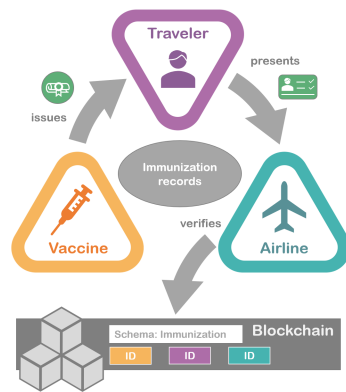 Traveler
presents
issues
Immunization
records
Vaccine
verifies
Airline
Schema: Immunization
Blockchain
ID
ID
ID